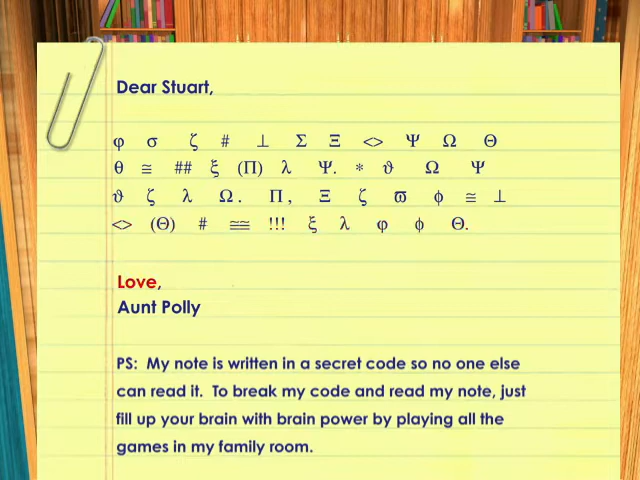 Dear Stuart,
φ σ ζ # ⊥ Σ Ξ <> Ψ Ω Θ
θ ≅ ## ξ (Π) λ Ψ. * ϑ Ω Ψ
ϑ ζ λ Ω . Π , Ξ ζ ϖ ϕ ≅ ⊥
<> (Θ) # ≅≅ !!! ξ λ φ ϕ Θ.
Love,
Aunt Polly
PS: My note is written in a secret code so no one else
can read it. To break my code and read my note, just
fill up your brain with brain power by playing all the
games in my family room.